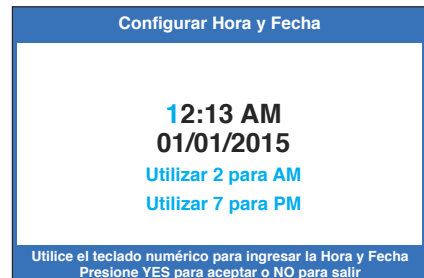 Configurar Hora y Fecha
12:13 AM
01/01/2015
Utilizar 2 para AM
Utilizar 7 para PM
Utilice el teclado numérico para ingresar la Hora y Fecha
Presione YES para aceptar o NO para salir